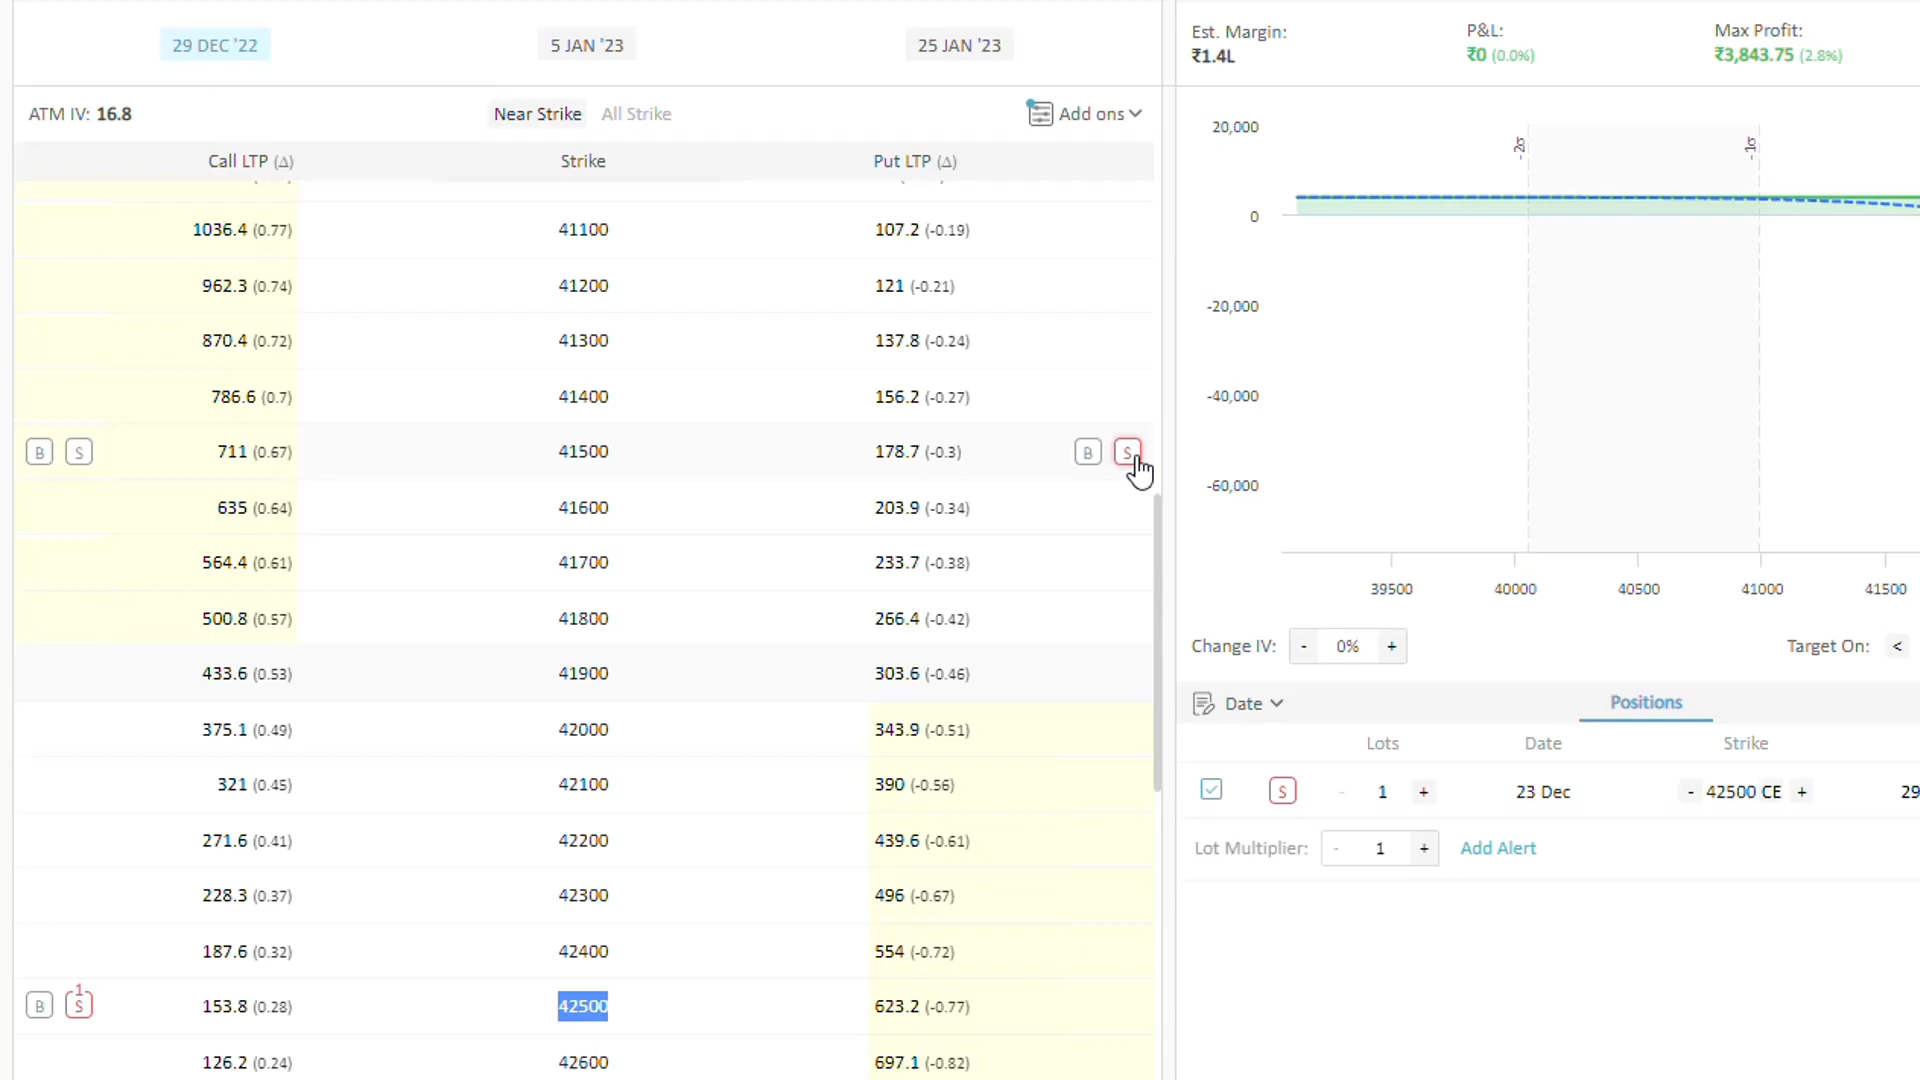 29 DEC '22 5 JAN '23 25 JAN '23
Est. Margin: P&L: Max Profit:
₹1.4L ₹0 (0.0%) ₹3,843.75 (2.8%)
ATM IV: 16.8 Near Strike All Strike Add ons
Call LTP (Δ) Strike Put LTP (Δ)
1036.4 (0.77) 41100 107.2 (-0.19)
962.3 (0.74) 41200 121 (-0.21)
870.4 (0.72) 41300 137.8 (-0.24)
786.6 (0.7) 41400 156.2 (-0.27)
B S 711 (0.67) 41500 178.7 (-0.3) B S
635 (0.64) 41600 203.9 (-0.34)
564.4 (0.61) 41700 233.7 (-0.38)
500.8 (0.57) 41800 266.4 (-0.42)
433.6 (0.53) 41900 303.6 (-0.46)
375.1 (0.49) 42000 343.9 (-0.51)
321 (0.45) 42100 390 (-0.56)
271.6 (0.41) 42200 439.6 (-0.61)
228.3 (0.37) 42300 496 (-0.67)
187.6 (0.32) 42400 554 (-0.72)
B 1 S 153.8 (0.28) 42500 623.2 (-0.77)
126.2 (0.24) 42600 697.1 (-0.82)
20,000
-2σ -1σ
0
-20,000
-40,000
-60,000
39500 40000 40500 41000 41500
Change IV: - 0% + Target On: <
Date Positions
Lots Date Strike
S - 1 + 23 Dec - 42500 CE + 29
Lot Multiplier: - 1 + Add Alert